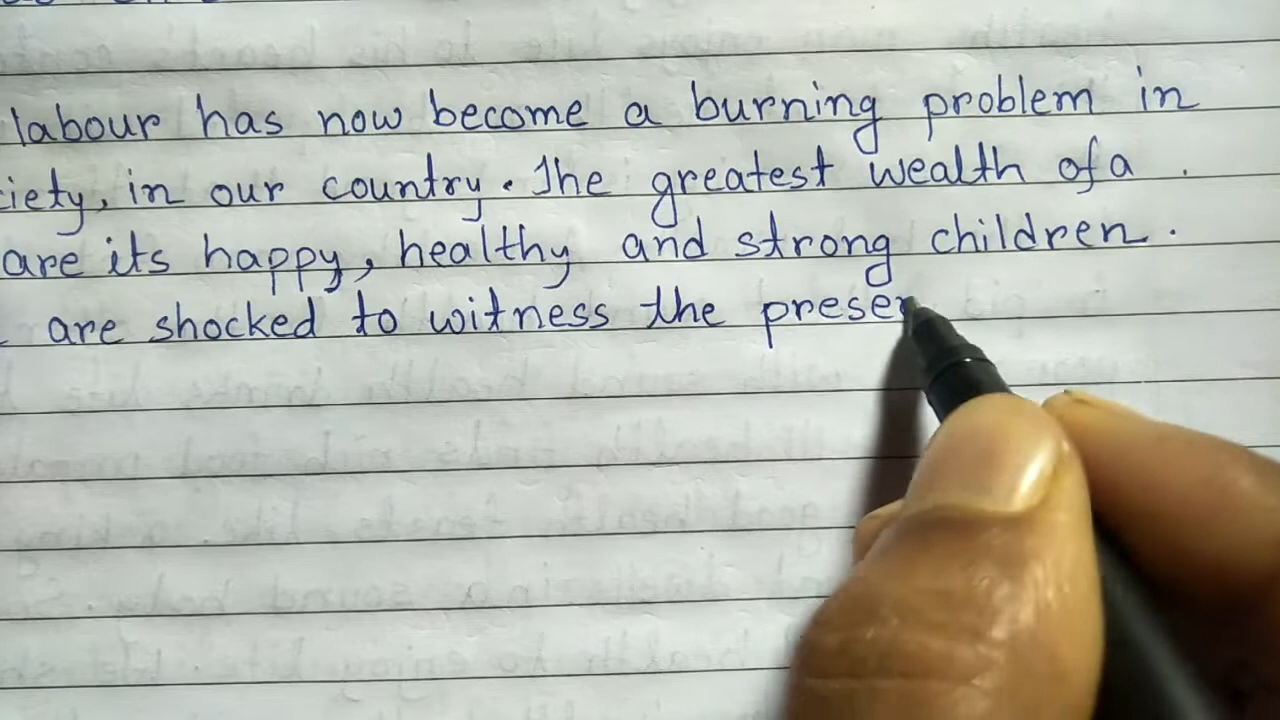 labour has now become a burning problem in
ciety, in our country. The greatest wealth of a
are its happy, healthy and strong children.
are shocked to witness the presen